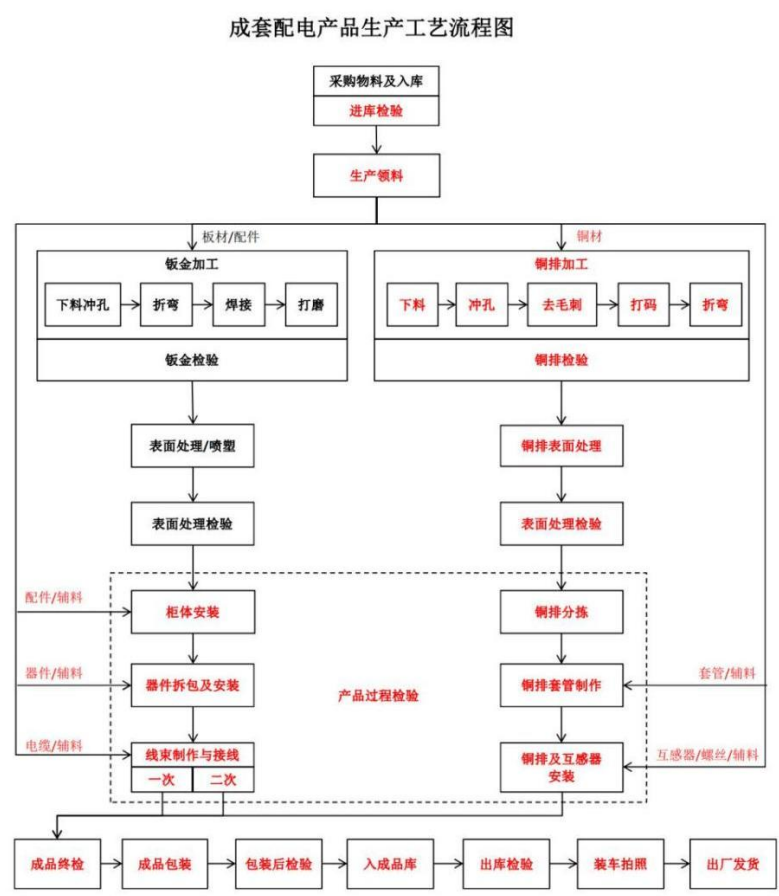 成套配电产品生产工艺流程图
采购物料及入库
进库检验
生产领料
板材/配件
铜材
钣金加工
下料冲孔
折弯
焊接
打磨
钣金检验
铜排加工
下料
冲孔
去毛刺
打码
折弯
铜排检验
表面处理/喷塑
铜排表面处理
表面处理检验
表面处理检验
配件/辅料
柜体安装
铜排分拣
器件/辅料
器件拆包及安装
产品过程检验
铜排套管制作
套管/辅料
电缆/辅料
线束制作与接线
一次
二次
铜排及互感器
安装
互感器/螺丝/辅料
成品终检
成品包装
包装后检验
入成品库
出库检验
装车拍照
出厂发货